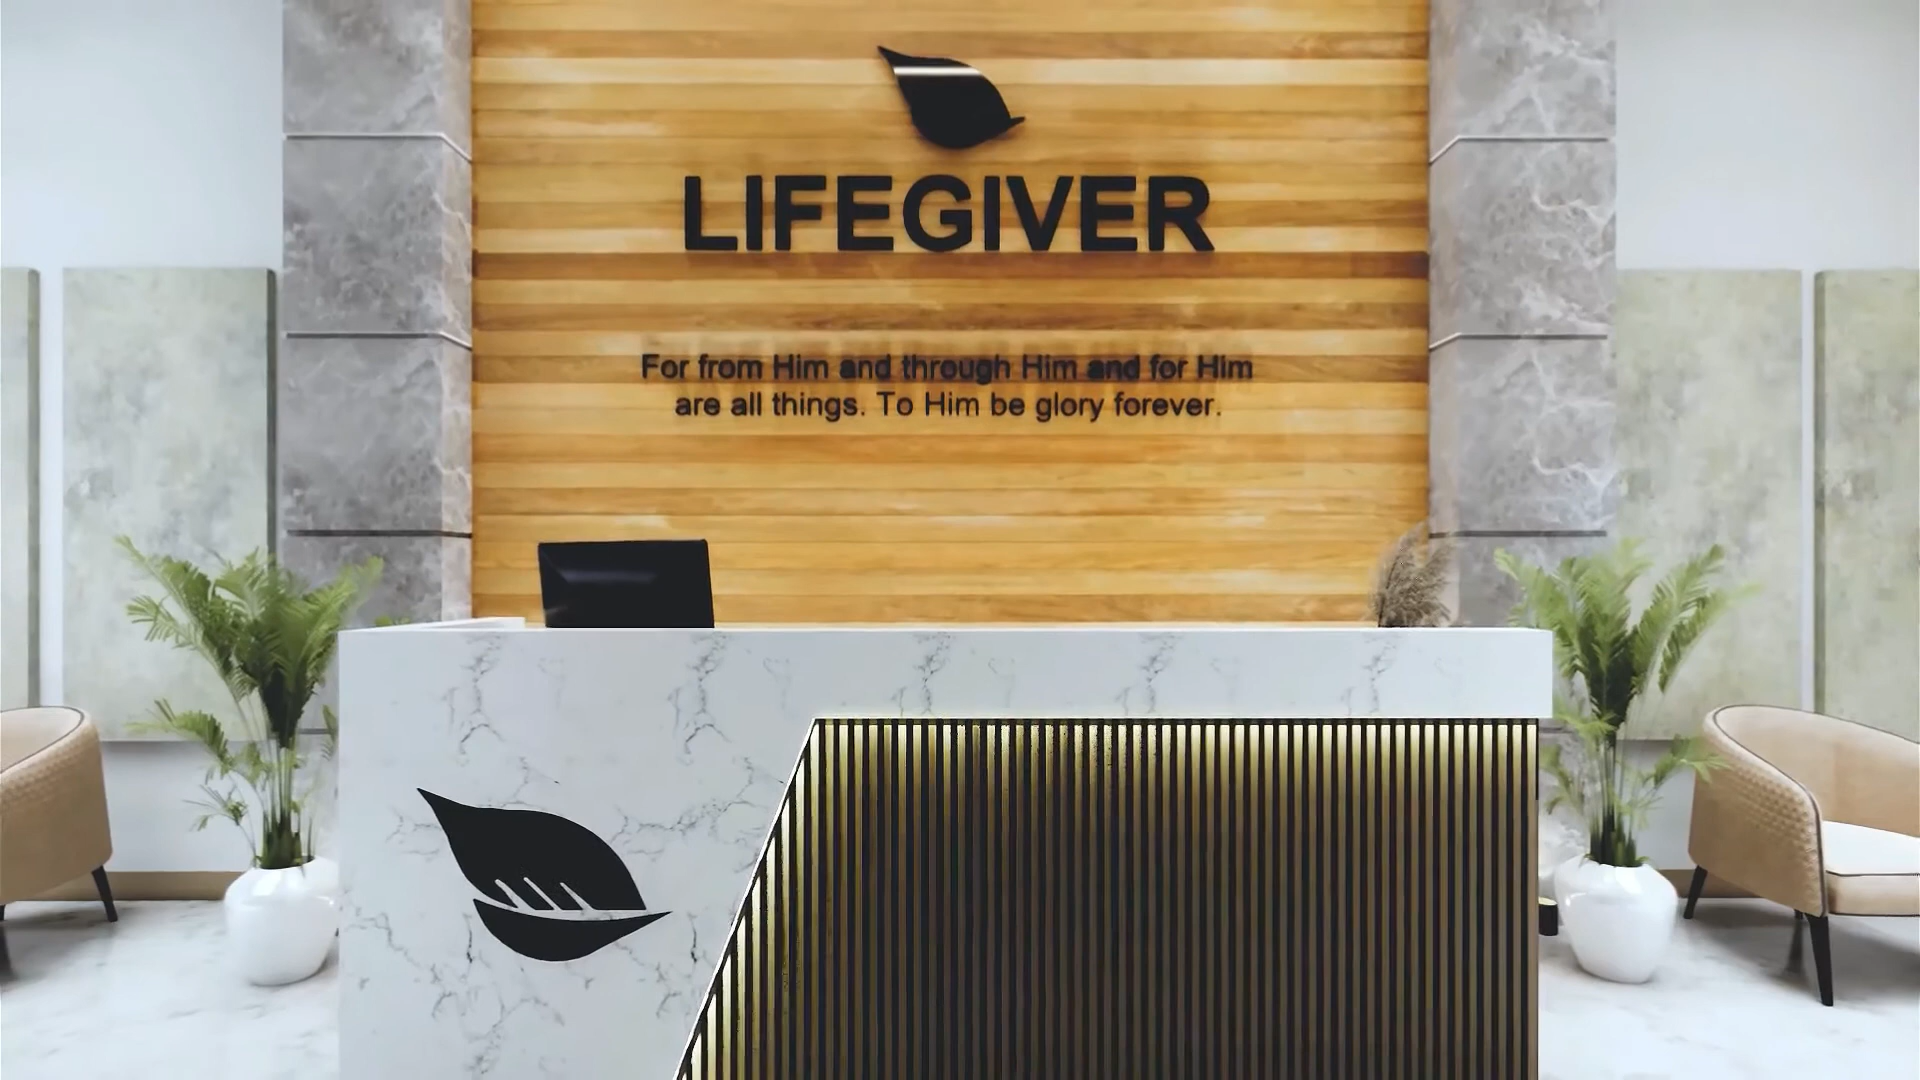 LIFEGIVER
For from Him and through Him and for Him
are all things. To Him be glory forever.